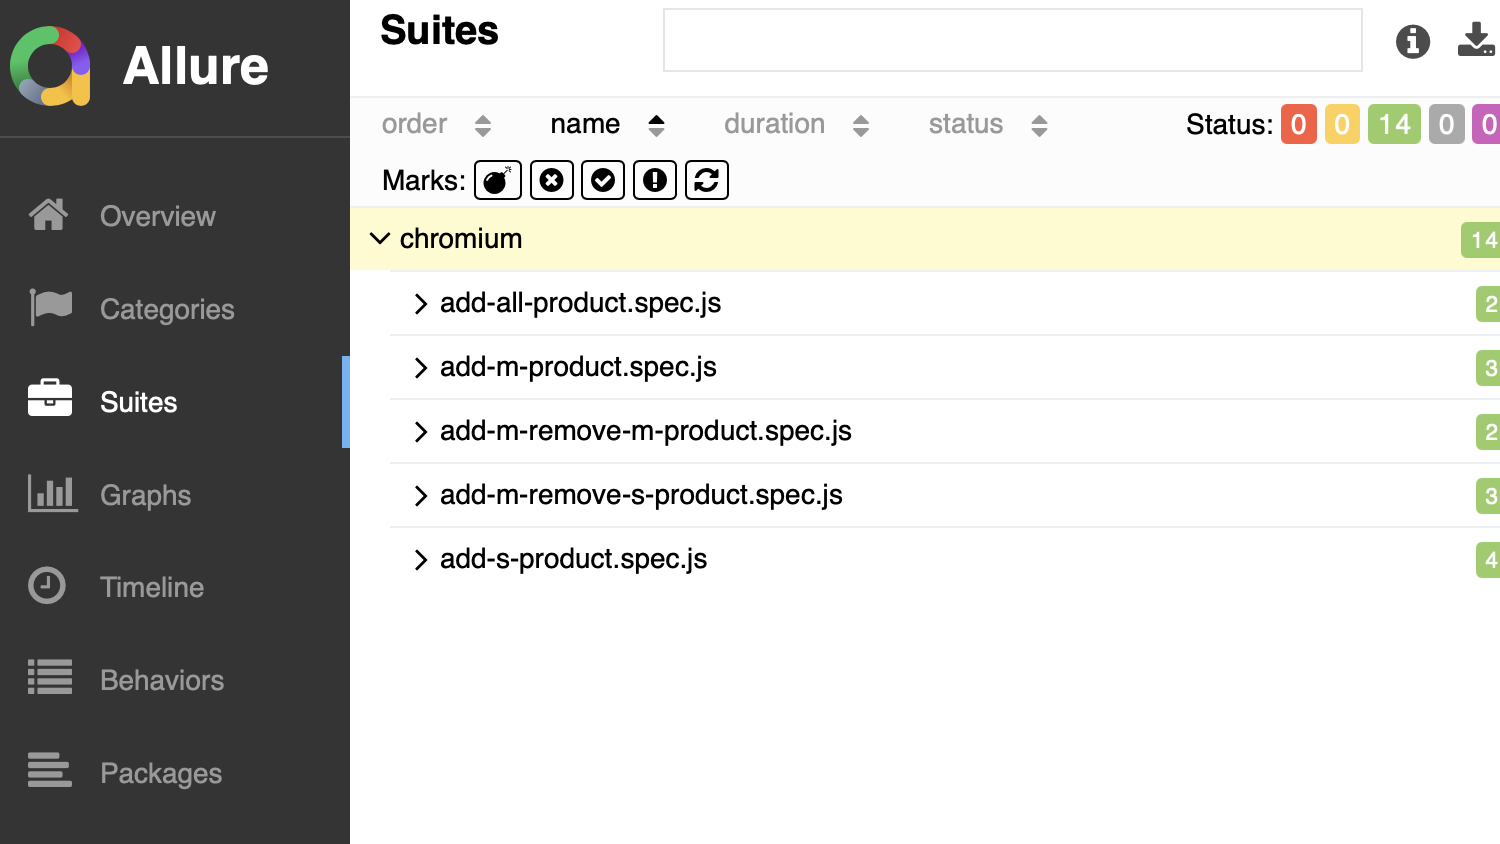 Allure
Overview
Categories
Suites
Graphs
Timeline
Behaviors
Packages
Suites
order name duration status Status: 0 0 14 0 0
Marks:
chromium 14
add-all-product.spec.js 2
add-m-product.spec.js 3
add-m-remove-m-product.spec.js 2
add-m-remove-s-product.spec.js 3
add-s-product.spec.js 4